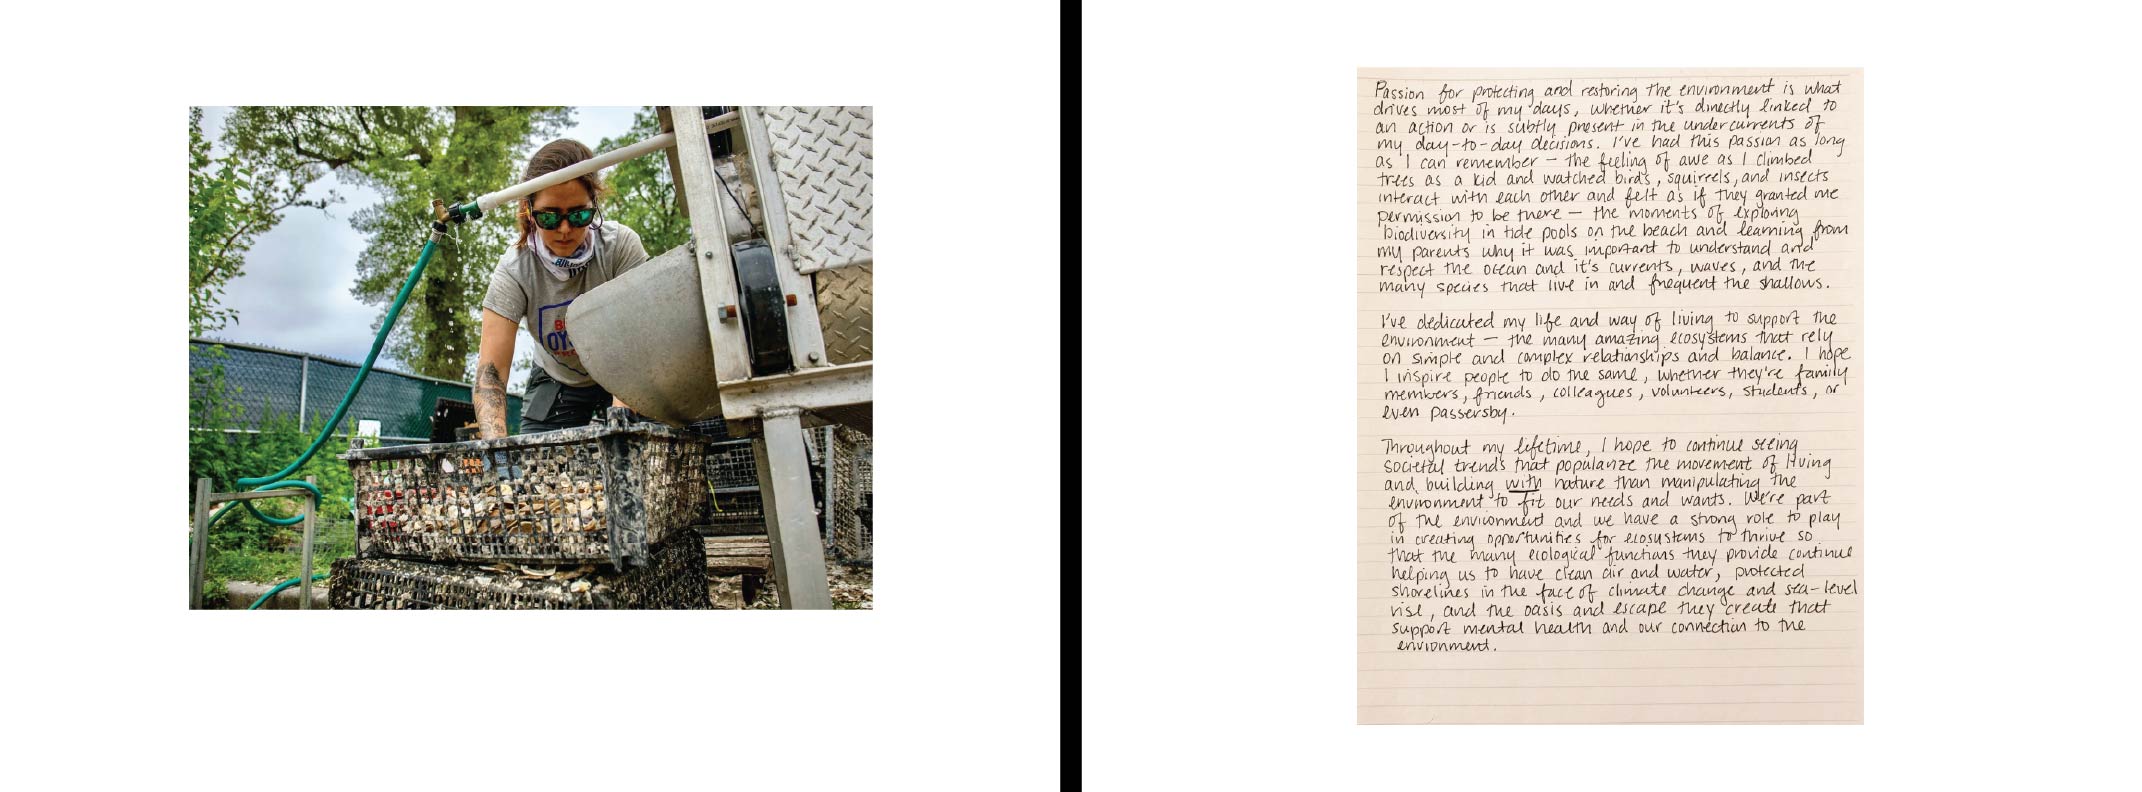 Passion for protecting and restoring the environment is what
drives most of my days, whether it's directly linked to
an action or is subtly present in the undercurrents of
my day-to-day decisions. I've had this passion as long
as I can remember — the feeling of awe as I climbed
trees as a kid and watched birds, squirrels, and insects
interact with each other and felt as if they granted me
permission to be there — the moments of exploring
biodiversity in tide pools on the beach and learning from
my parents why it was important to understand and
respect the ocean and it's currents, waves, and the
many species that live in and frequent the shallows.
I've dedicated my life and way of living to support the
environment — the many amazing ecosystems that rely
on simple and complex relationships and balance. I hope
I inspire people to do the same, whether they're family
members, friends, colleagues, volunteers, students, or
even passersby.
Throughout my lifetime, I hope to continue seeing
societal trends that popularize the movement of living
and building with nature than manipulating the
environment to fit our needs and wants. We're part
of the environment and we have a strong role to play
in creating opportunities for ecosystems to thrive so
that the many ecological functions they provide continue
helping us to have clean air and water, protected
shorelines in the face of climate change and sea-level
rise, and the oasis and escape they create that
support mental health and our connection to the
environment.